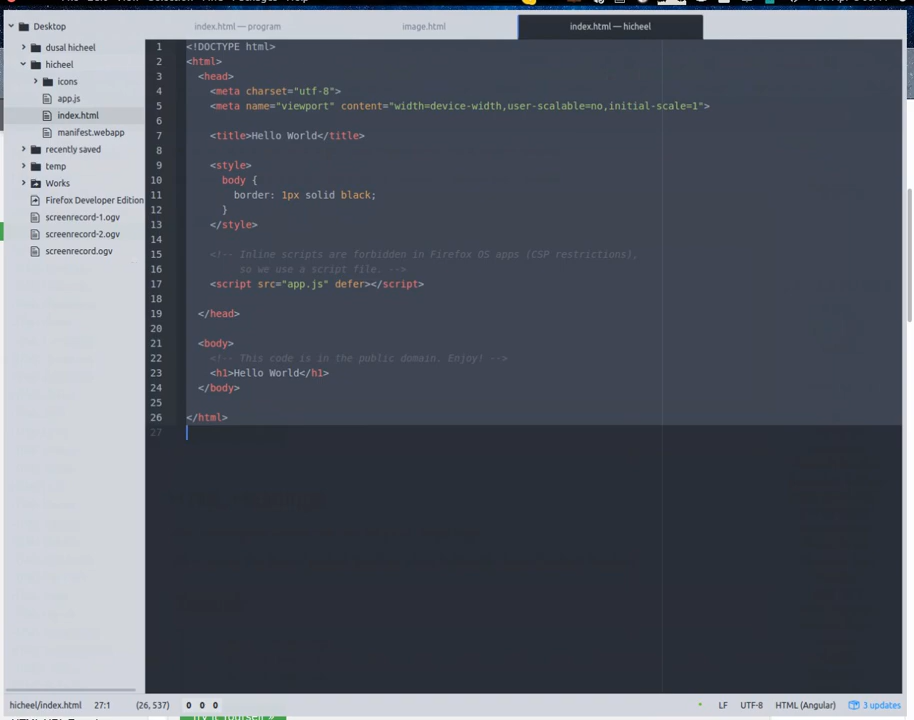 Desktop
dusal hicheel
hicheel
icons
app.js
index.html
manifest.webapp
recently saved
temp
Works
Firefox Developer Edition
screenrecord-1.ogv
screenrecord-2.ogv
screenrecord.ogv
index.html — program
image.html
index.html — hicheel
1 <!DOCTYPE html>
2 <html>
3 <head>
4 <meta charset="utf-8">
5 <meta name="viewport" content="width=device-width,user-scalable=no,initial-scale=1">
6
7 <title>Hello World</title>
8
9 <style>
10 body {
11 border: 1px solid black;
12 }
13 </style>
14
15 <!-- Inline scripts are forbidden in Firefox OS apps (CSP restrictions),
16 so we use a script file. -->
17 <script src="app.js" defer></script>
18
19 </head>
20
21 <body>
22 <!-- This code is in the public domain. Enjoy! -->
23 <h1>Hello World</h1>
24 </body>
25
26 </html>
27
hicheel/index.html 27:1 (26, 537) 0 0 0 LF UTF-8 HTML (Angular) 3 updates